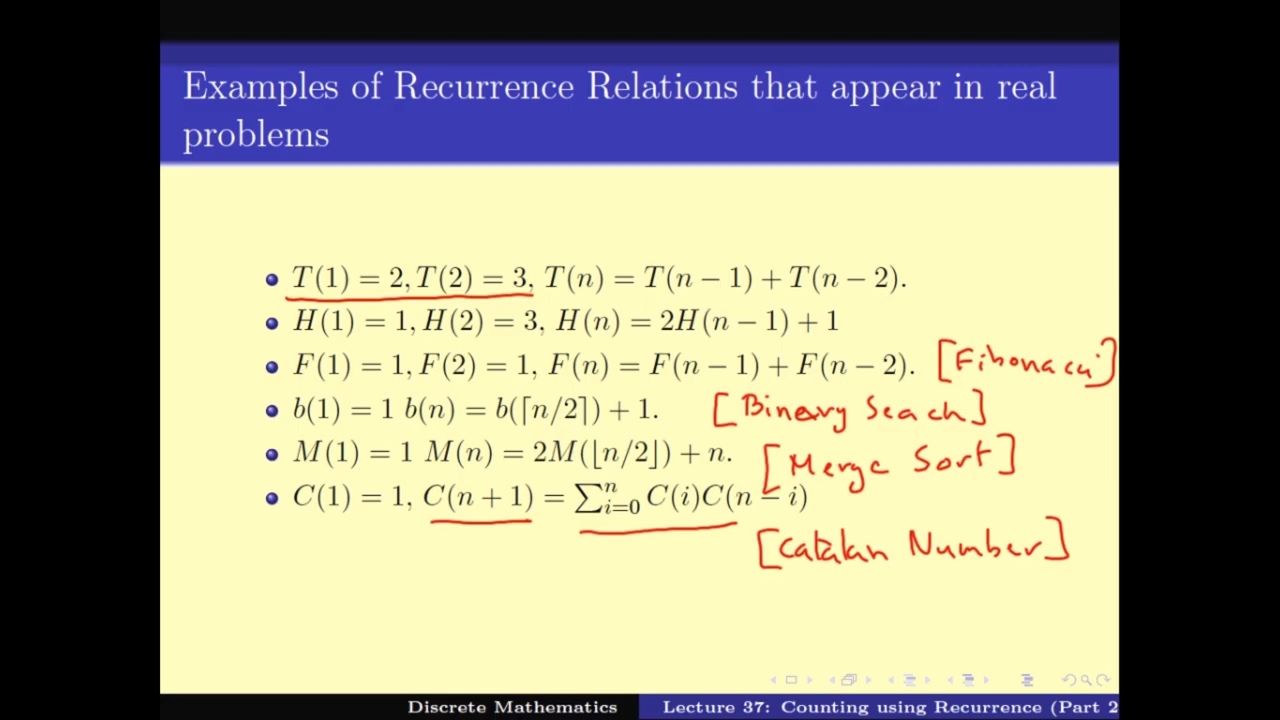 Examples of Recurrence Relations that appear in real
problems
T(1) = 2, T(2) = 3, T(n) = T(n − 1) + T(n − 2).
H(1) = 1, H(2) = 3, H(n) = 2H(n − 1) + 1
F(1) = 1, F(2) = 1, F(n) = F(n − 1) + F(n − 2). [Fibonacci]
b(1) = 1 b(n) = b(⌈n/2⌉) + 1. [Binary Seach]
M(1) = 1 M(n) = 2M(⌊n/2⌋) + n. [Merge Sort]
C(1) = 1, C(n + 1) = ∑ⁿᵢ₌₀ C(i)C(n − i)
[Catalan Number]
Discrete Mathematics Lecture 37: Counting using Recurrence (Part 2